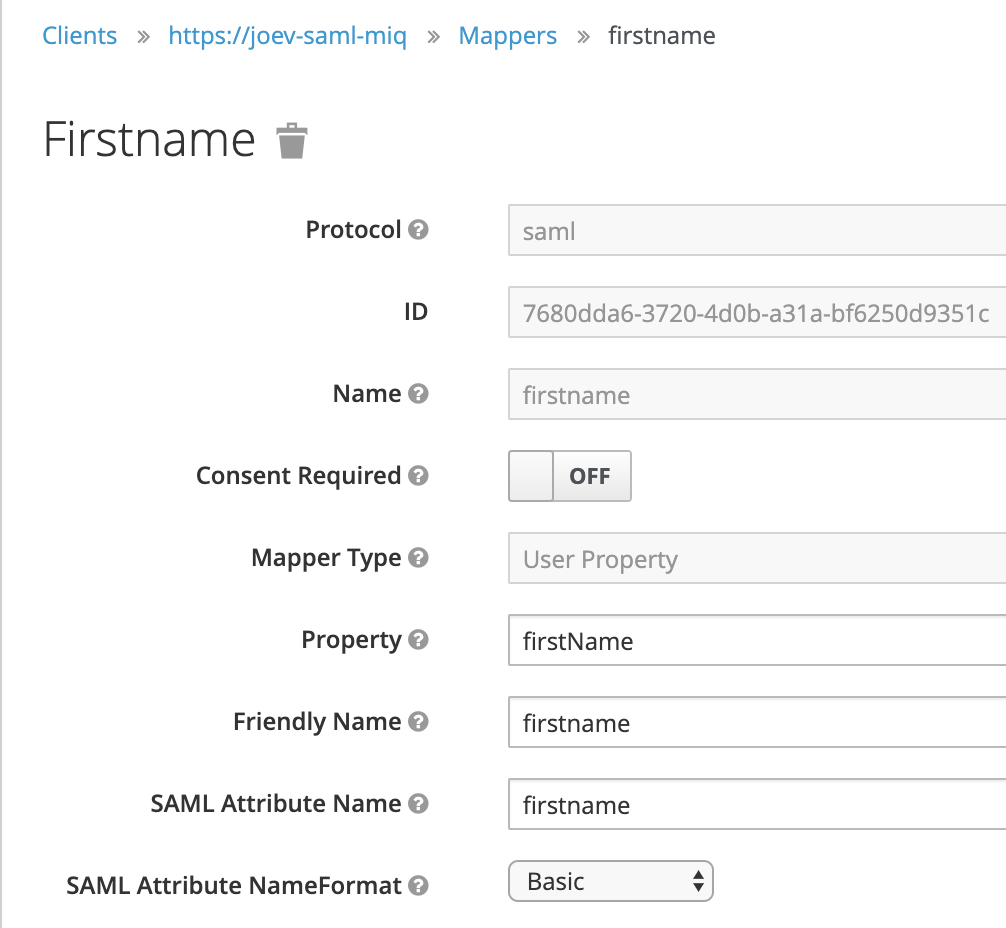 Clients » https://joev-saml-miq » Mappers » firstname
Firstname
Protocol saml
ID 7680dda6-3720-4d0b-a31a-bf6250d9351c
Name firstname
Consent Required OFF
Mapper Type User Property
Property firstName
Friendly Name firstname
SAML Attribute Name firstname
SAML Attribute NameFormat Basic